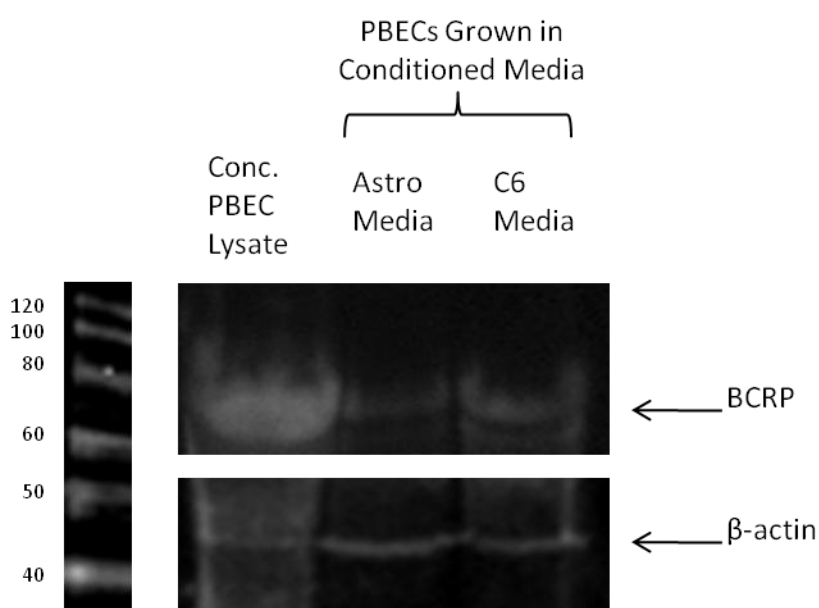 PBECs Grown in
Conditioned Media
Conc.
PBEC
Lysate
Astro
Media
C6
Media
120
100
80
60
50
40
BCRP
β-actin